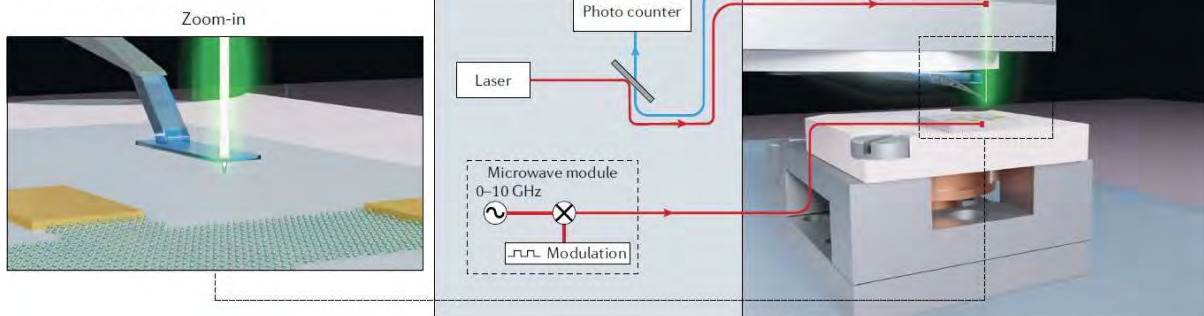 Zoom-in
Photo counter
Laser
Microwave module
0–10 GHz
Modulation